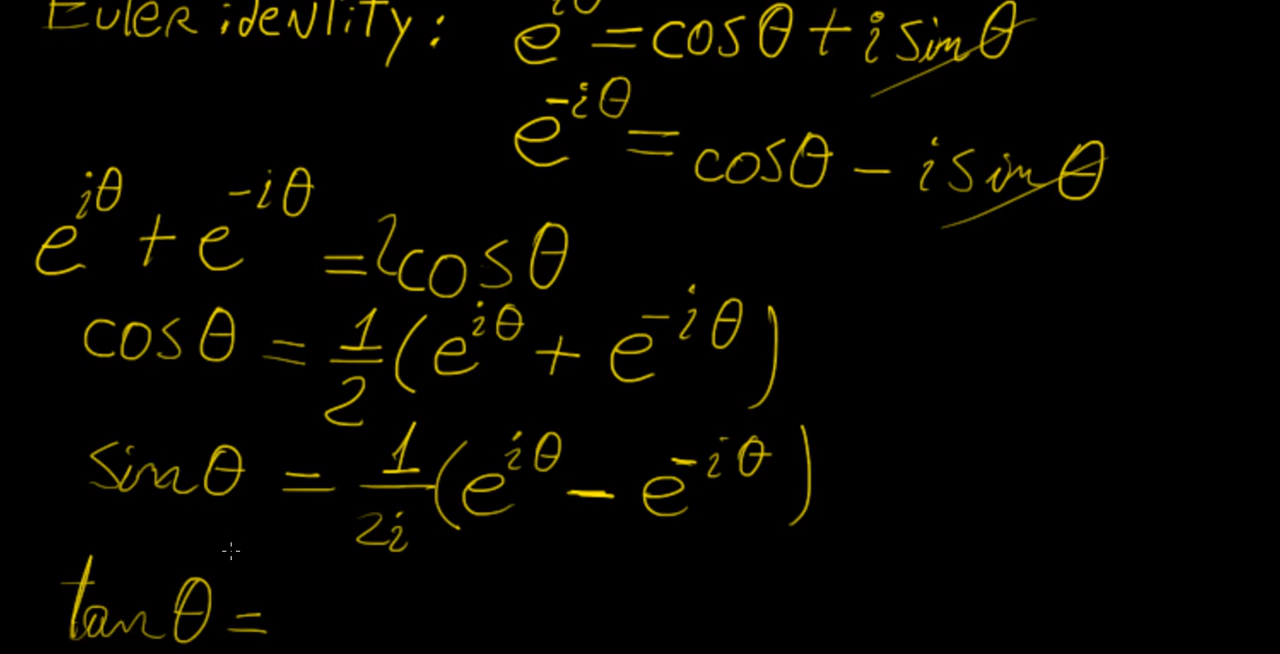 Euler identity: e^{iθ} = cosθ + i sinθ
e^{-iθ} = cosθ - i sinθ
e^{iθ} + e^{-iθ} = 2cosθ
cosθ = 1/2 (e^{iθ} + e^{-iθ})
sinθ = 1/2i (e^{iθ} - e^{-iθ})
tanθ =